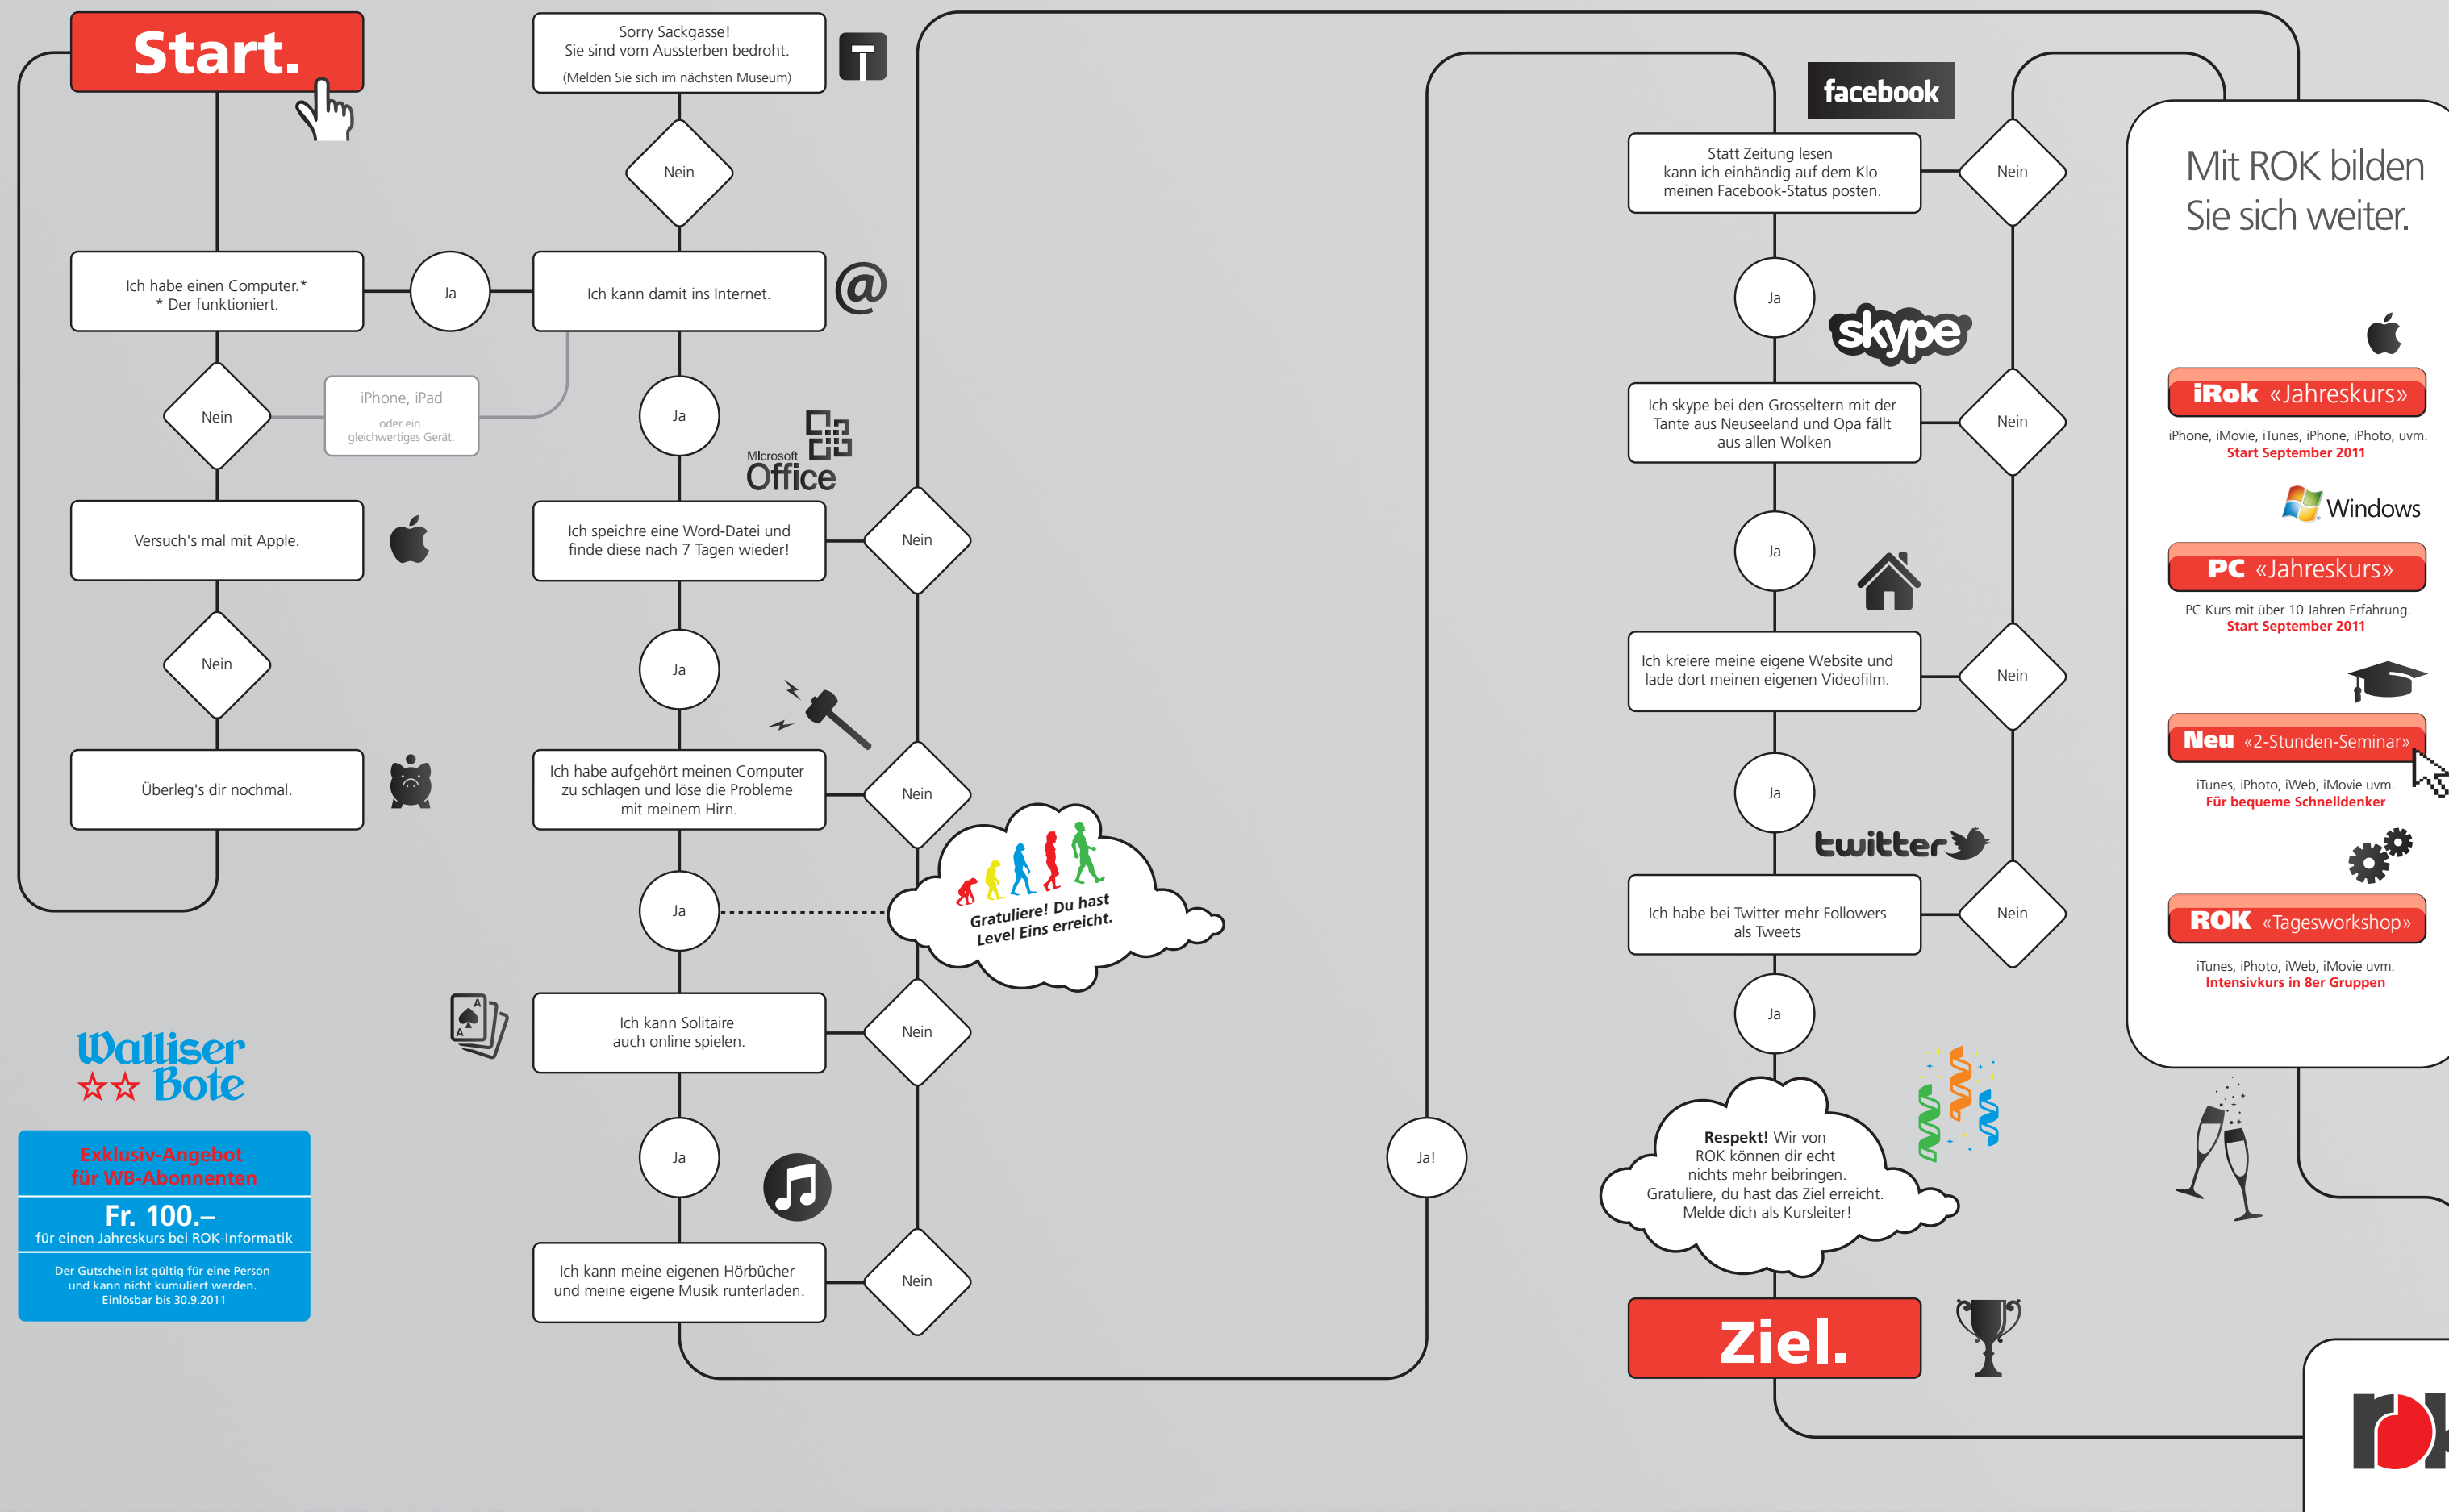 Start.
Ich habe einen Computer.*
* Der funktioniert.
Ja
Nein
iPhone, iPad
oder ein
gleichwertiges Gerät.
Versuch's mal mit Apple.
Nein
Überleg's dir nochmal.
Walliser
Bote
Exklusiv-Angebot
für WB-Abonnenten
Fr. 100.–
für einen Jahreskurs bei ROK-Informatik
Der Gutschein ist gültig für eine Person
und kann nicht kumuliert werden.
Einlösbar bis 30.9.2011
Sorry Sackgasse!
Sie sind vom Aussterben bedroht.
(Melden Sie sich im nächsten Museum)
T
Nein
Ich kann damit ins Internet.
@
Ja
MIcrosoft
Office
Ich speichre eine Word-Datei und
finde diese nach 7 Tagen wieder!
Nein
Ja
Ich habe aufgehört meinen Computer
zu schlagen und löse die Probleme
mit meinem Hirn.
Nein
Ja
Gratuliere! Du hast
Level Eins erreicht.
A
A
Ich kann Solitaire
auch online spielen.
Nein
Ja
Ich kann meine eigenen Hörbücher
und meine eigene Musik runterladen.
Nein
Ja!
facebook
Statt Zeitung lesen
kann ich einhändig auf dem Klo
meinen Facebook-Status posten.
Nein
Ja
skype
Ich skype bei den Grosseltern mit der
Tante aus Neuseeland und Opa fällt
aus allen Wolken
Nein
Ja
Ich kreiere meine eigene Website und
lade dort meinen eigenen Videofilm.
Nein
Ja
twitter
Ich habe bei Twitter mehr Followers
als Tweets
Nein
Ja
Respekt! Wir von
ROK können dir echt
nichts mehr beibringen.
Gratuliere, du hast das Ziel erreicht.
Melde dich als Kursleiter!
Ziel.
Mit ROK bilden
Sie sich weiter.
iRok «Jahreskurs»
iPhone, iMovie, iTunes, iPhone, iPhoto, uvm.
Start September 2011
Windows
PC «Jahreskurs»
PC Kurs mit über 10 Jahren Erfahrung.
Start September 2011
Neu «2-Stunden-Seminar»
iTunes, iPhoto, iWeb, iMovie uvm.
Für bequeme Schnelldenker
ROK «Tagesworkshop»
iTunes, iPhoto, iWeb, iMovie uvm.
Intensivkurs in 8er Gruppen